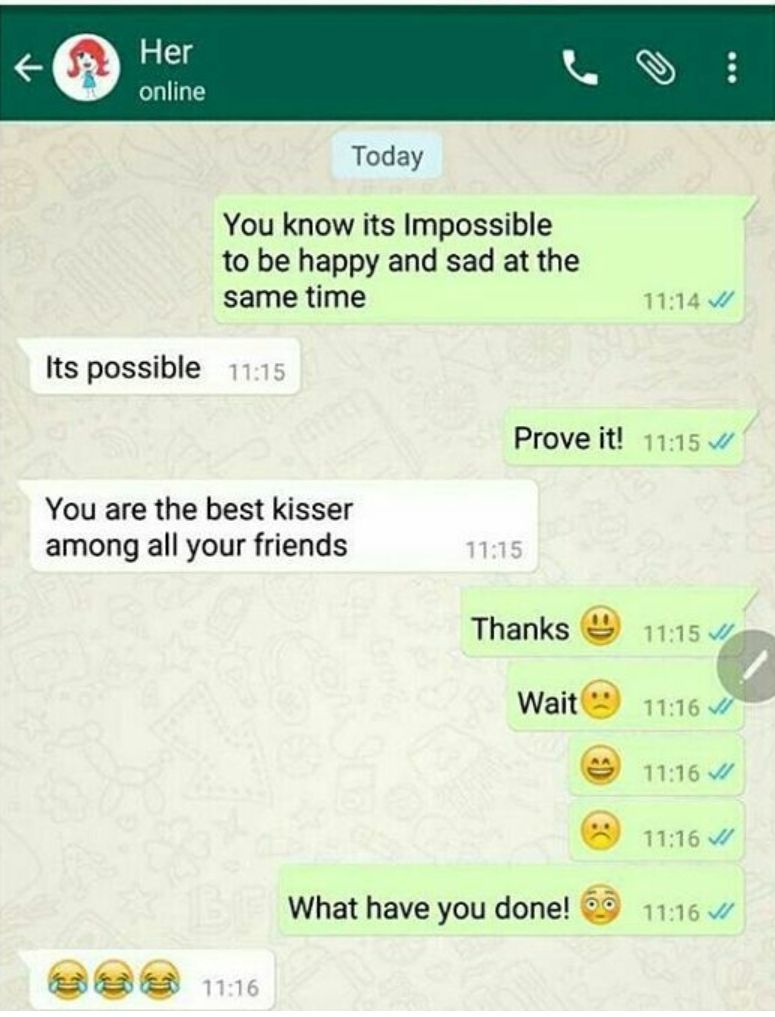 Her
online
Today
You know its Impossible
to be happy and sad at the
same time 11:14
Its possible 11:15
Prove it! 11:15
You are the best kisser
among all your friends 11:15
Thanks 😃 11:15
Wait🙁 11:16
😄 11:16
☹️ 11:16
What have you done! 😳 11:16
😂😂😂 11:16